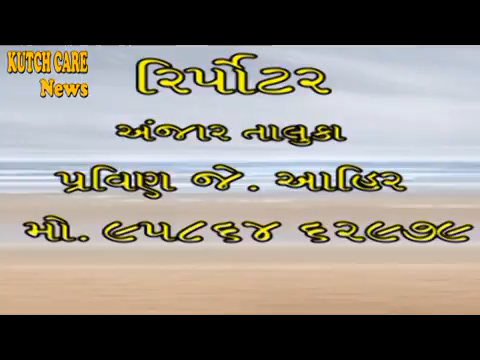 KUTCH CARE
News
રિપોર્ટર
અંજાર તાલુકા
પ્રવિણ જે. આહિર
મો. ૯૫૮૬૪ ૬૨૯૭૯